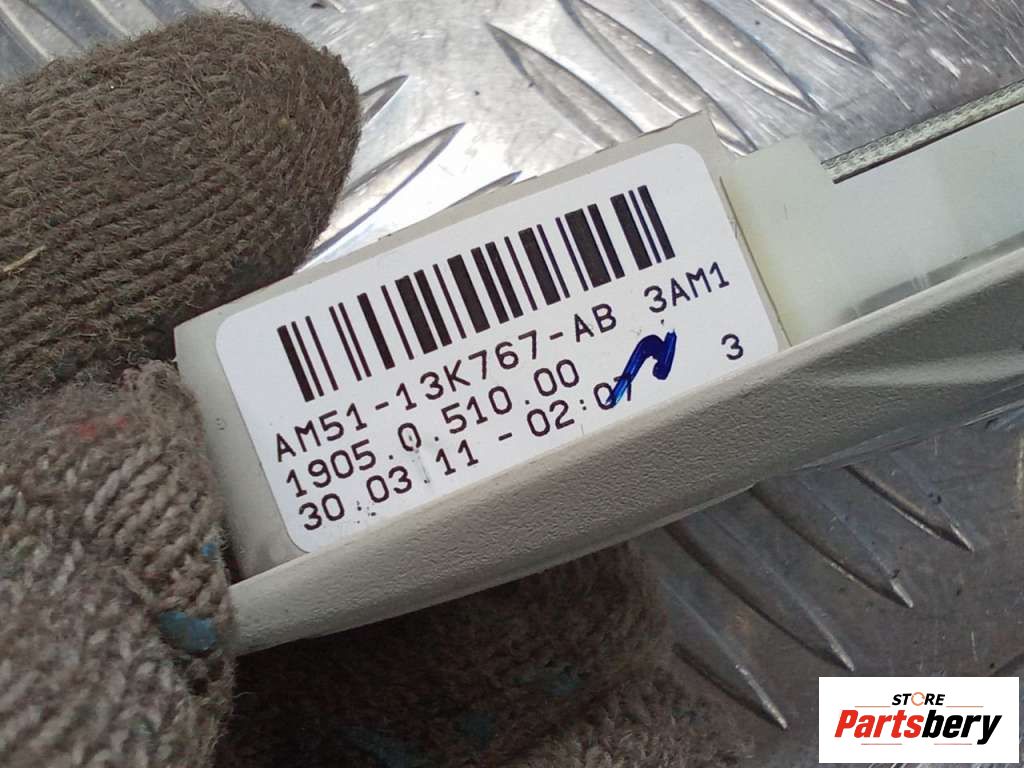 AM51-13K767-AB 3AM1
1905.0.510.00
30.03.11-02:07 3
STORE
Partsbery